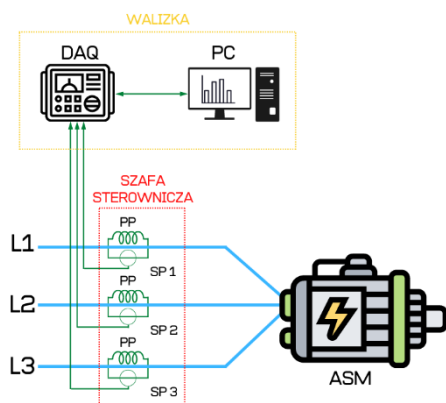 WALIZKA
DAQ
PC
SZAFA
STEROWNICZA
PP
L1
SP 1
PP
L2
SP 2
PP
L3
SP 3
ASM